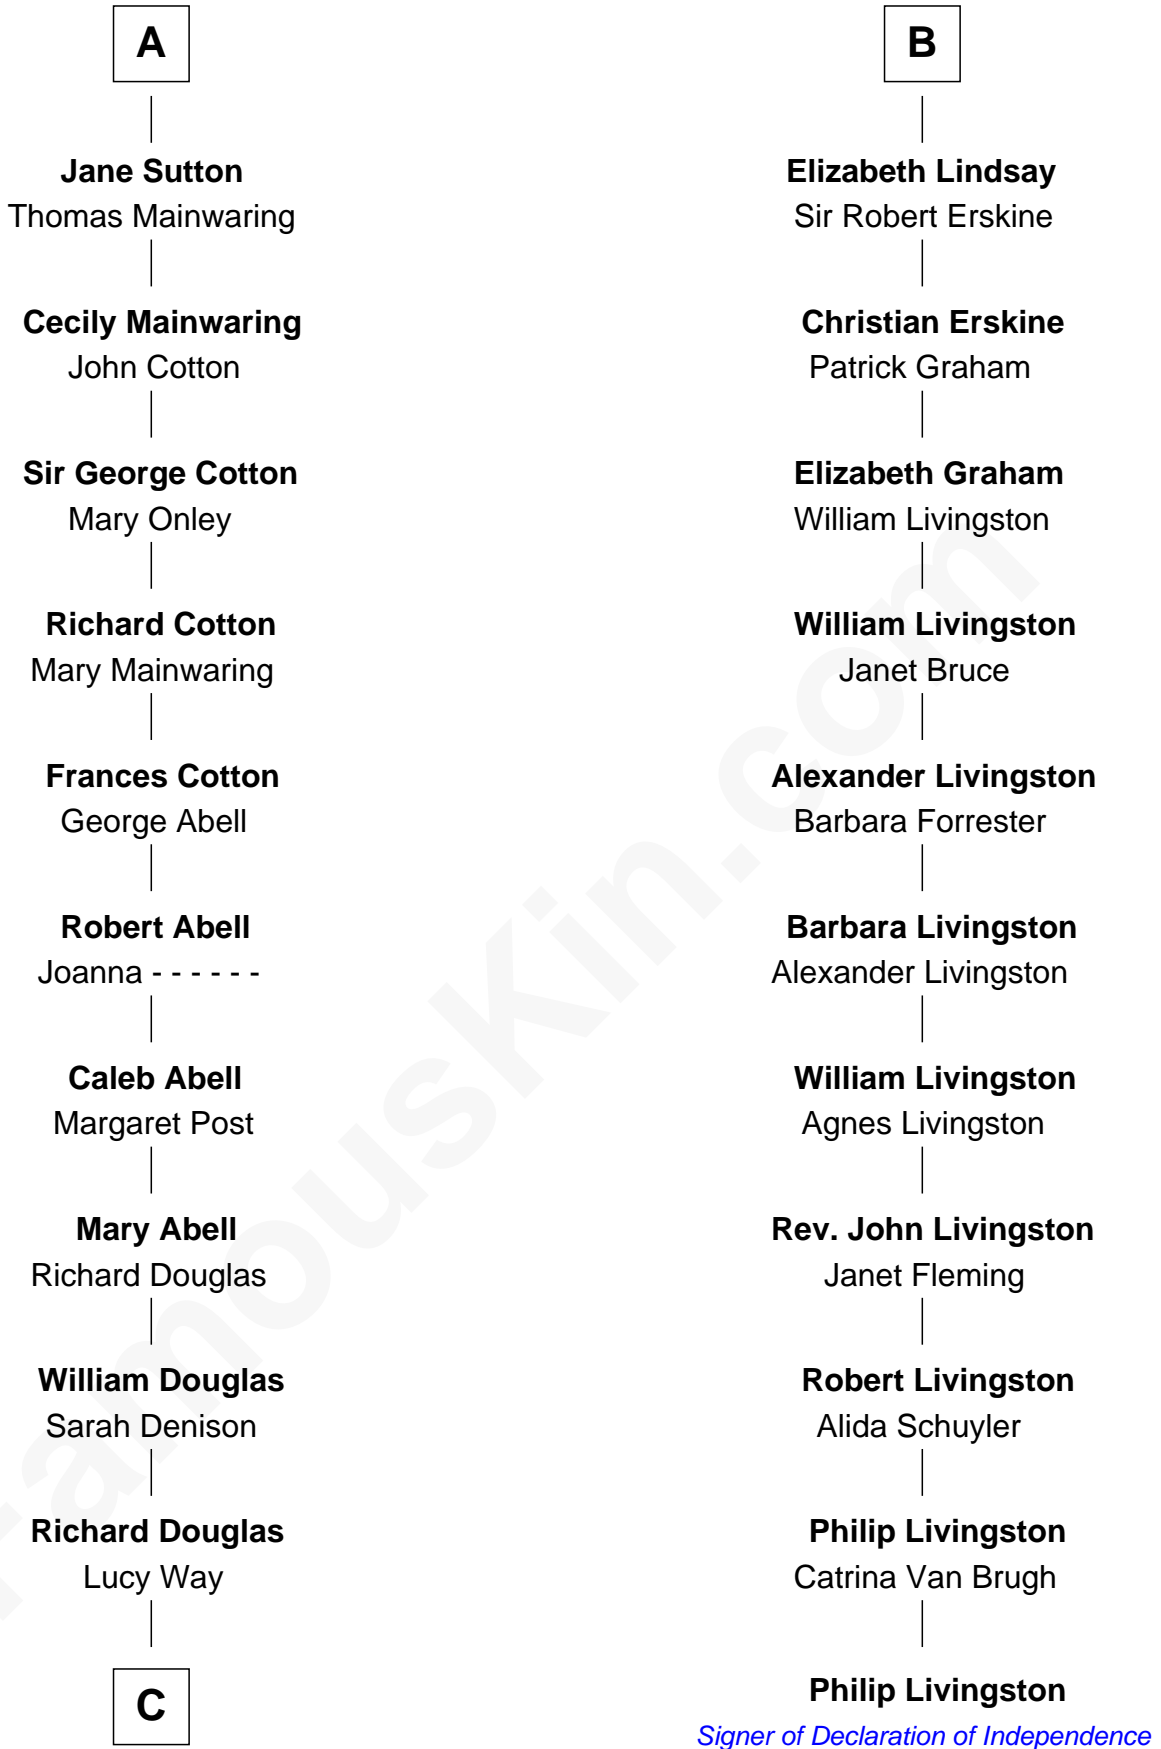 A
Jane Sutton
Thomas Mainwaring
Cecily Mainwaring
John Cotton
Sir George Cotton
Mary Onley
Richard Cotton
Mary Mainwaring
Frances Cotton
George Abell
Robert Abell
Joanna - - - - - -
Caleb Abell
Margaret Post
Mary Abell
Richard Douglas
William Douglas
Sarah Denison
Richard Douglas
Lucy Way
C
B
Elizabeth Lindsay
Sir Robert Erskine
Christian Erskine
Patrick Graham
Elizabeth Graham
William Livingston
William Livingston
Janet Bruce
Alexander Livingston
Barbara Forrester
Barbara Livingston
Alexander Livingston
William Livingston
Agnes Livingston
Rev. John Livingston
Janet Fleming
Robert Livingston
Alida Schuyler
Philip Livingston
Catrina Van Brugh
Philip Livingston
Signer of Declaration of Independence
FamousKin.com